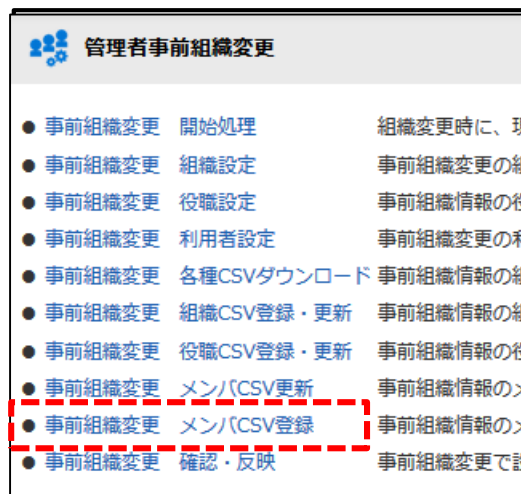 管理者事前組織変更
● 事前組織変更 開始処理 組織変更時に、
● 事前組織変更 組織設定 事前組織変更の
● 事前組織変更 役職設定 事前組織情報の
● 事前組織変更 利用者設定 事前組織変更の
● 事前組織変更 各種CSVダウンロード 事前組織情報の
● 事前組織変更 組織CSV登録・更新 事前組織情報の
● 事前組織変更 役職CSV登録・更新 事前組織情報の
● 事前組織変更 メンバCSV更新 事前組織情報の
● 事前組織変更 メンバCSV登録 事前組織情報の
● 事前組織変更 確認・反映 事前組織変更で